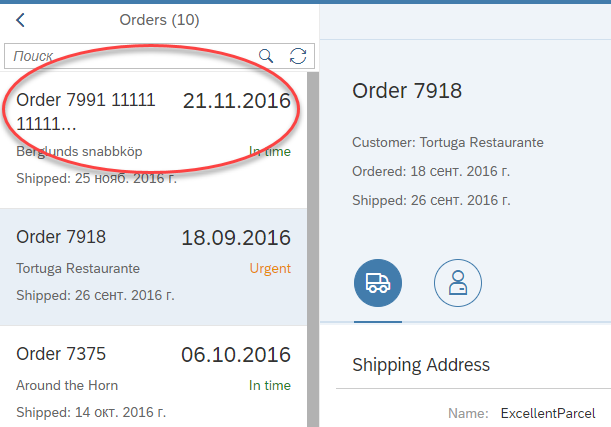 Orders (10)
Поиск
Order 7991 11111 11111... 21.11.2016
Berglunds snabbköp In time
Shipped: 25 нояб. 2016 г.
Order 7918 18.09.2016
Tortuga Restaurante Urgent
Shipped: 26 сент. 2016 г.
Order 7375 06.10.2016
Around the Horn In time
Shipped: 14 окт. 2016 г.
Order 7918
Customer: Tortuga Restaurante
Ordered: 18 сент. 2016 г.
Shipped: 26 сент. 2016 г.
Shipping Address
Name: ExcellentParcel